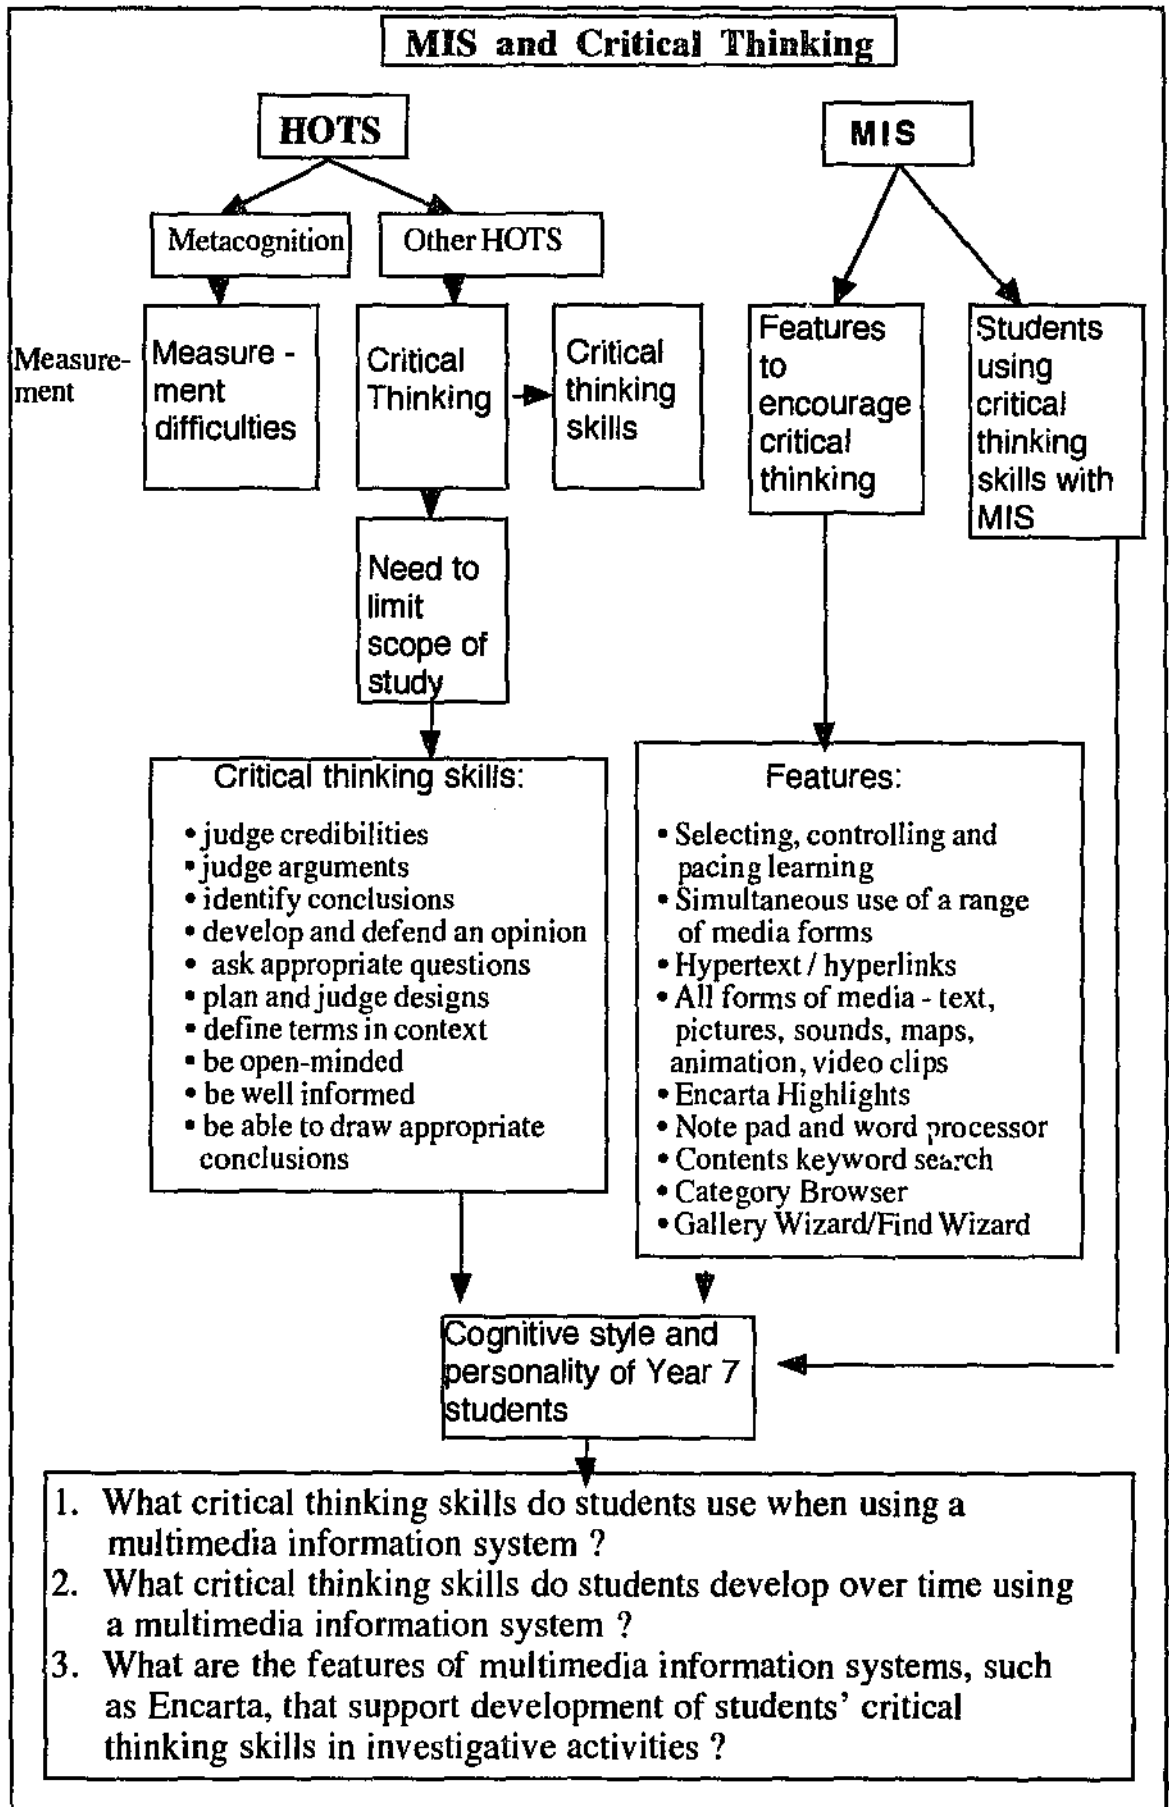 MIS and Critical Thinking
HOTS
MIS
Metacognition
Other HOTS
Measure-
ment
Measure -
ment
difficulties
Critical
Thinking
Critical
thinking
skills
Features
to
encourage
critical
thinking
Students
using
critical
thinking
skills with
MIS
Need to
limit
scope of
study
Critical thinking skills:
• judge credibilities
• judge arguments
• identify conclusions
• develop and defend an opinion
• ask appropriate questions
• plan and judge designs
• define terms in context
• be open-minded
• be well informed
• be able to draw appropriate
conclusions
Features:
• Selecting, controlling and
pacing learning
• Simultaneous use of a range
of media forms
• Hypertext / hyperlinks
• All forms of media - text,
pictures, sounds, maps,
animation, video clips
• Encarta Highlights
• Note pad and word processor
• Contents keyword search
• Category Browser
• Gallery Wizard/Find Wizard
Cognitive style and
personality of Year 7
students
1. What critical thinking skills do students use when using a
multimedia information system ?
2. What critical thinking skills do students develop over time using
a multimedia information system ?
3. What are the features of multimedia information systems, such
as Encarta, that support development of students' critical
thinking skills in investigative activities ?